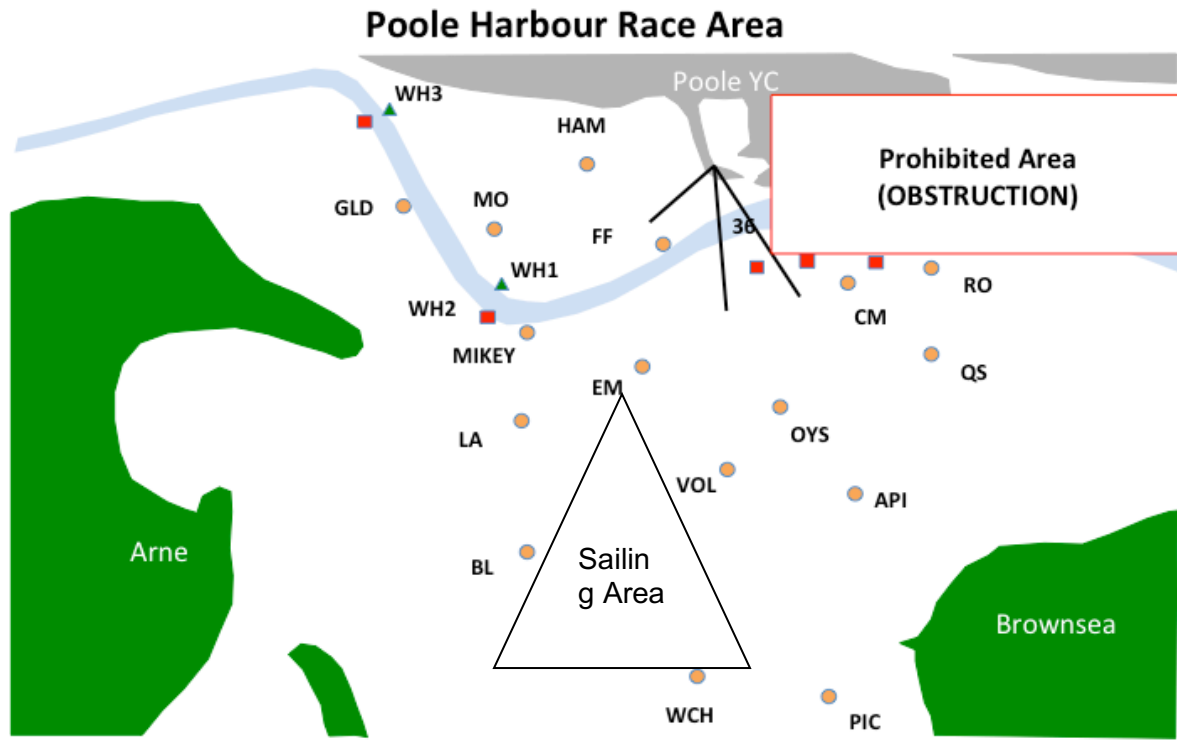 Poole Harbour Race Area
Poole YC
WH3
HAM
Prohibited Area
(OBSTRUCTION)
GLD
MO
FF
36
WH1
RO
WH2
CM
MIKEY
QS
EM
LA
OYS
VOL
API
Arne
BL
Sailin
g Area
Brownsea
WCH
PIC